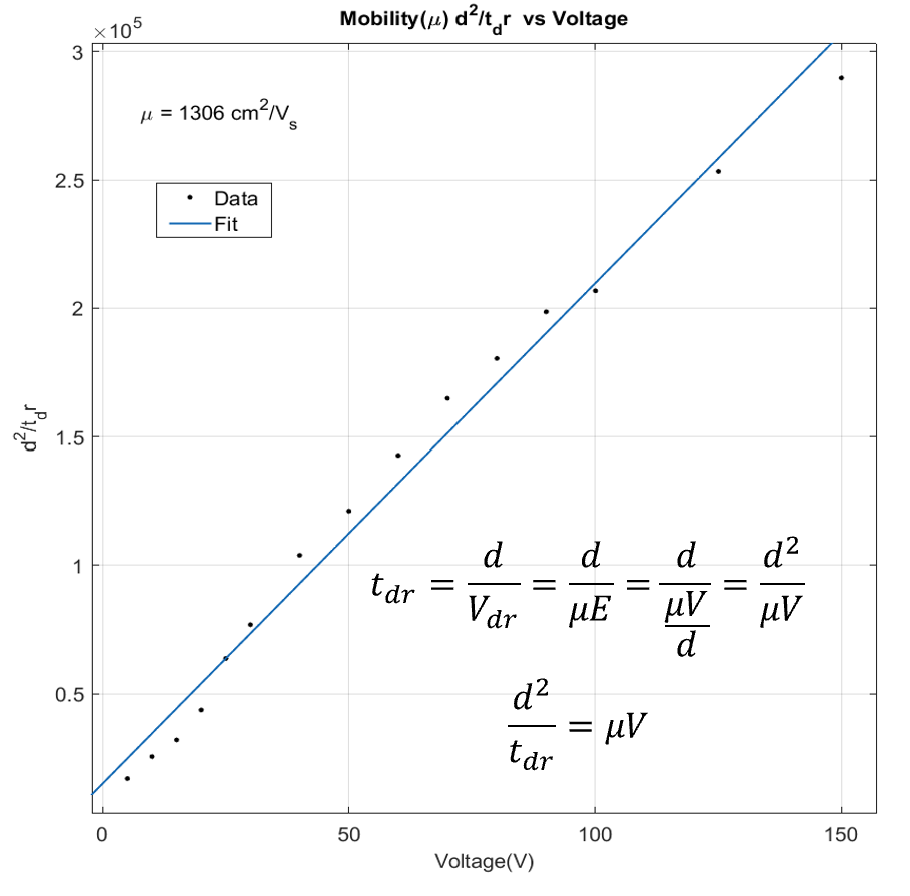 Mobility(μ) d²/t_dr vs Voltage
×10⁵
3
μ = 1306 cm²/V_s
2.5
Data
Fit
2
d²/t_dr
1.5
1
t_dr = d/V_dr = d/μE = d/(μV/d) = d²/μV
0.5
d²/t_dr = μV
0 50 100 150
Voltage(V)